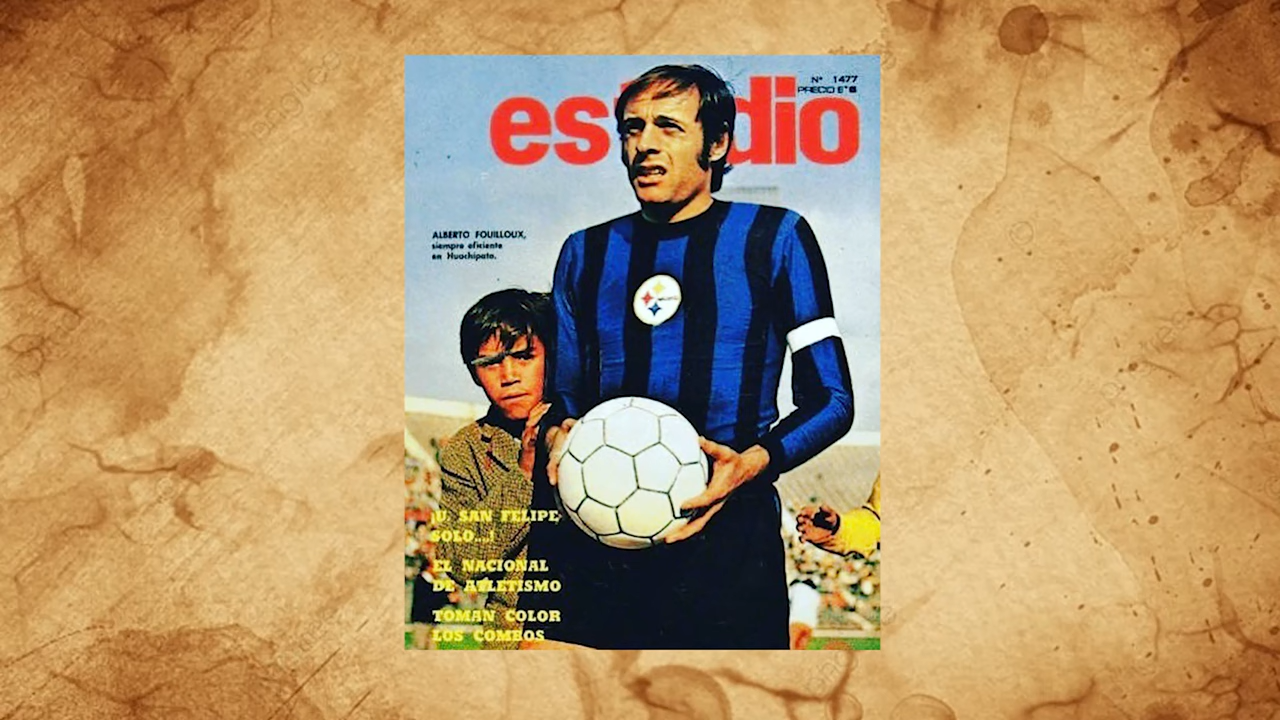 Nº 1477
PRECIO Eº 8
estadio
ALBERTO FOUILLOUX,
siempre eficiente
en Huachipato.
¡U. SAN FELIPE
SOLO...!
EL NACIONAL
DE ATLETISMO
TOMAN COLOR
LOS COMBOS